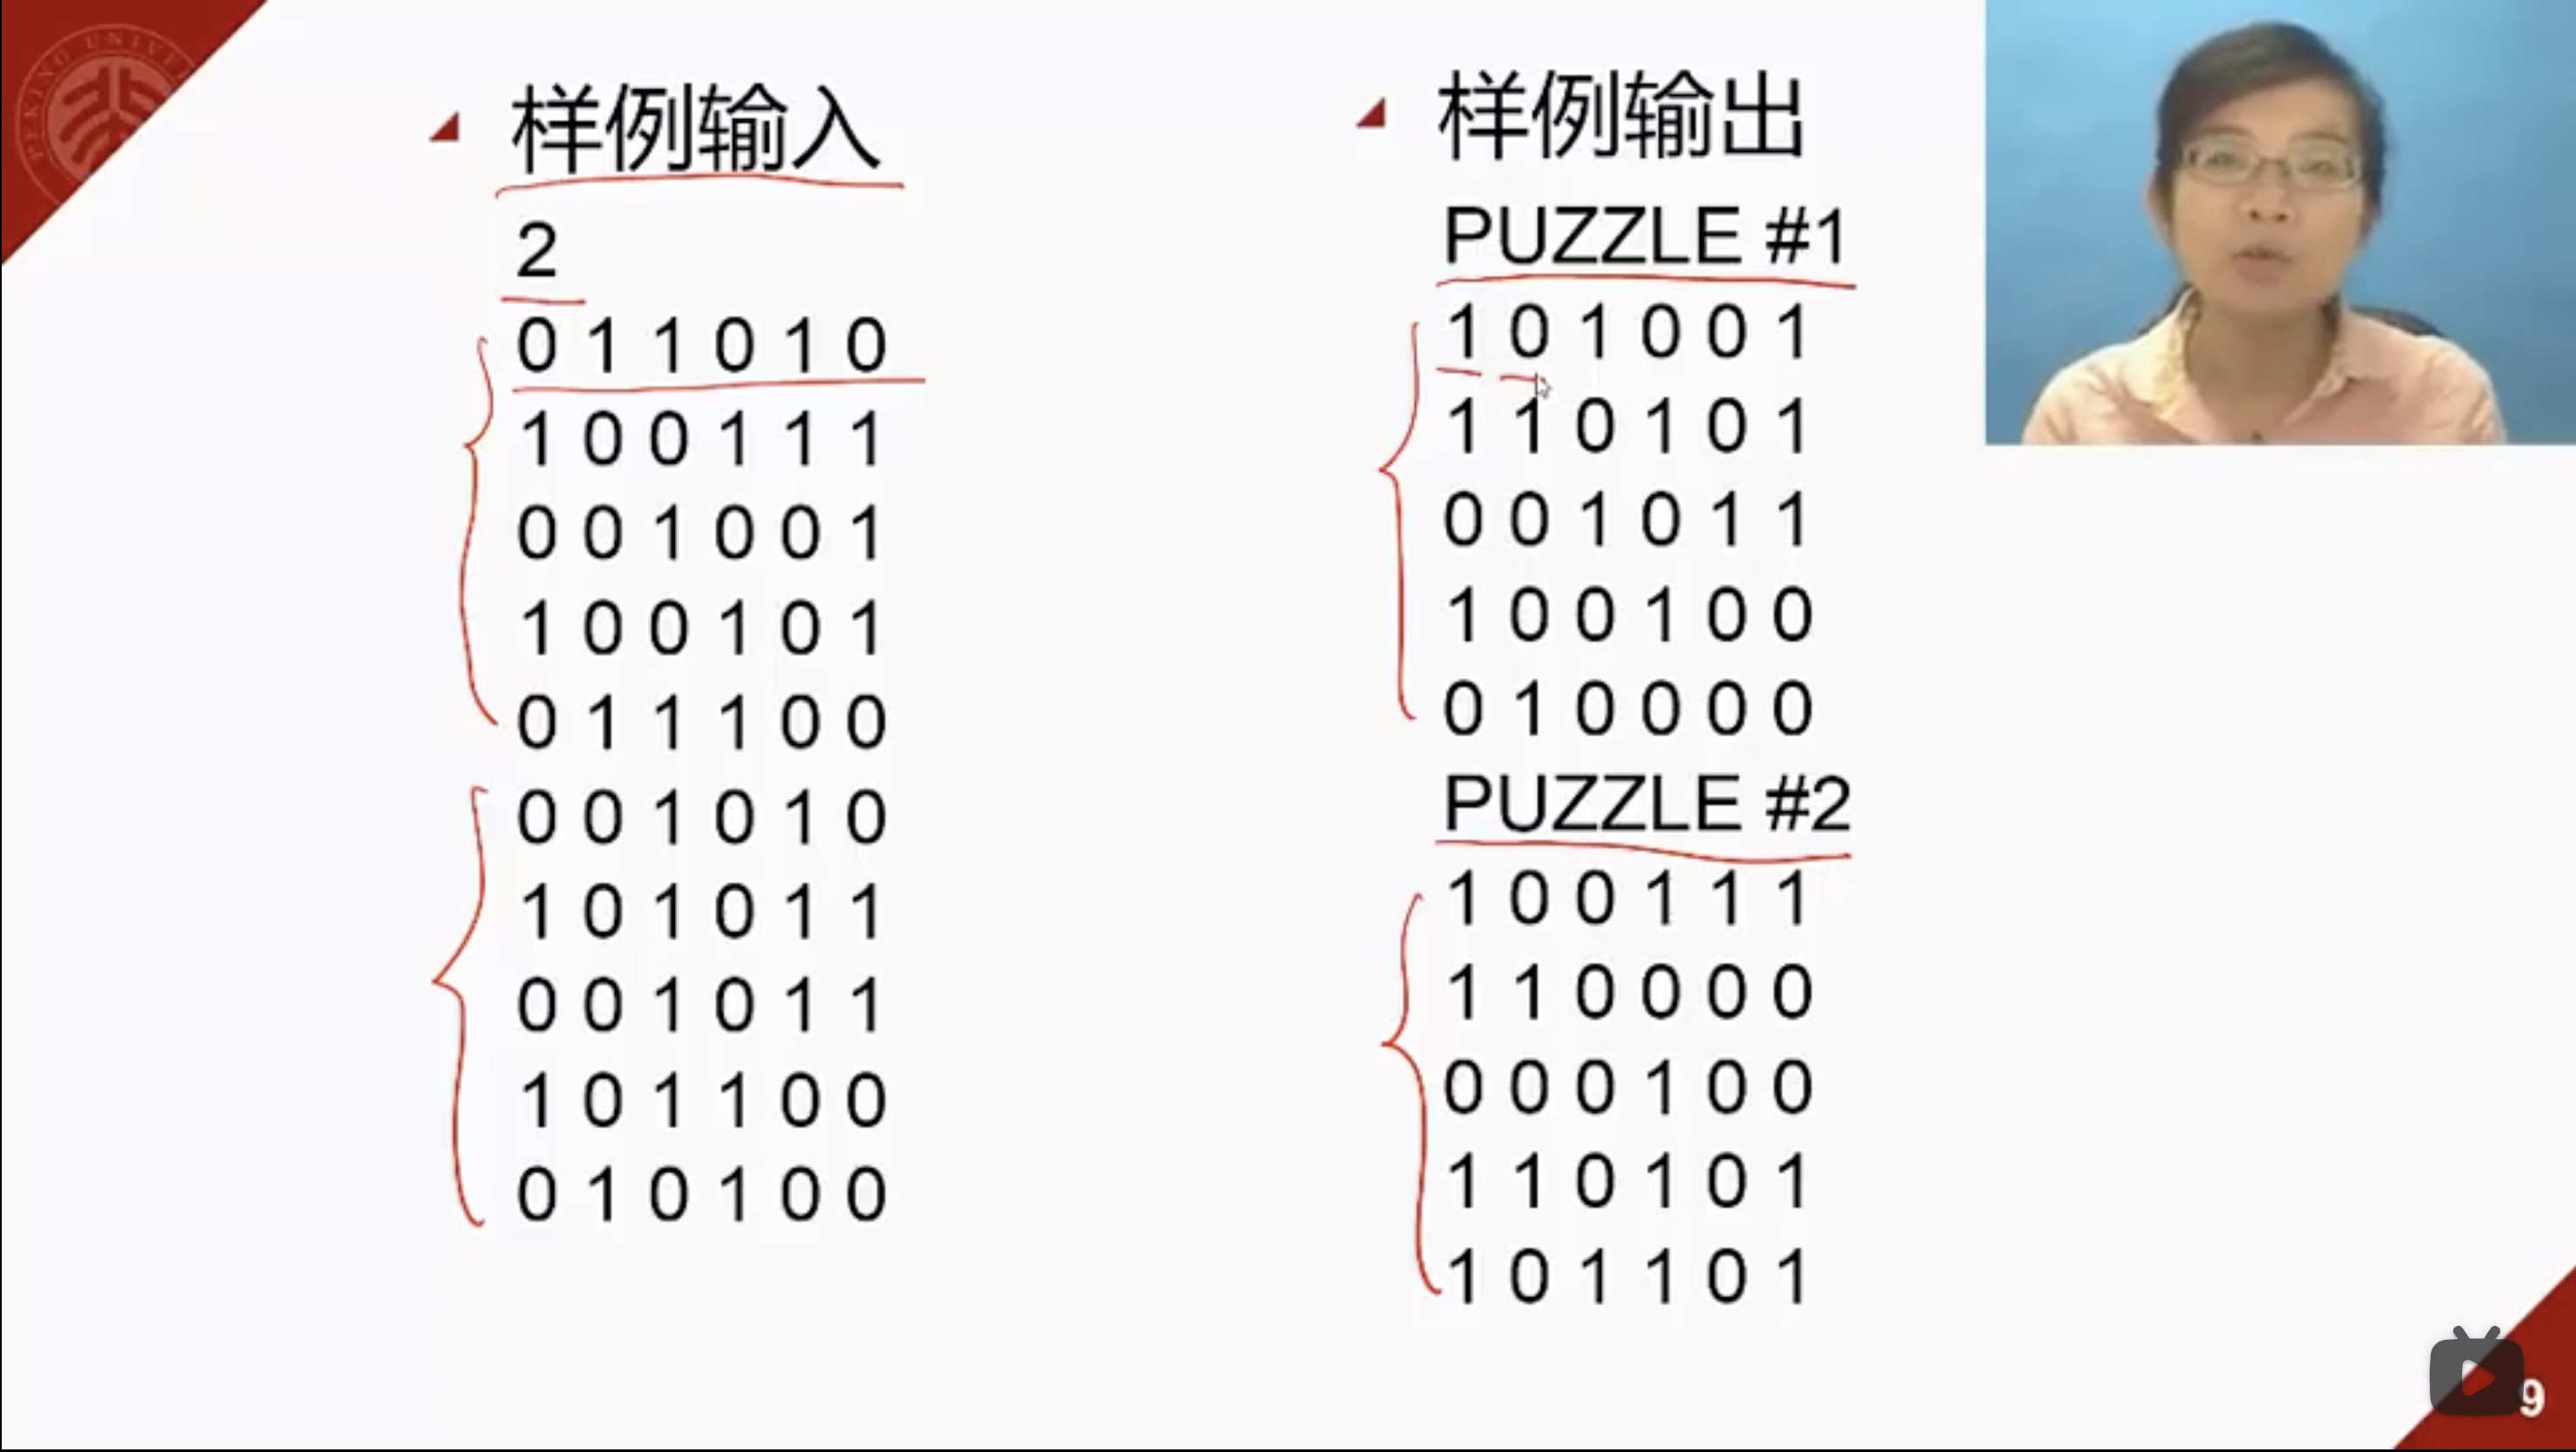 样例输入
2
0 1 1 0 1 0
1 0 0 1 1 1
0 0 1 0 0 1
1 0 0 1 0 1
0 1 1 1 0 0
0 0 1 0 1 0
1 0 1 0 1 1
0 0 1 0 1 1
1 0 1 1 0 0
0 1 0 1 0 0
样例输出
PUZZLE #1
1 0 1 0 0 1
1 1 0 1 0 1
0 0 1 0 1 1
1 0 0 1 0 0
0 1 0 0 0 0
PUZZLE #2
1 0 0 1 1 1
1 1 0 0 0 0
0 0 0 1 0 0
1 1 0 1 0 1
1 0 1 1 0 1
9